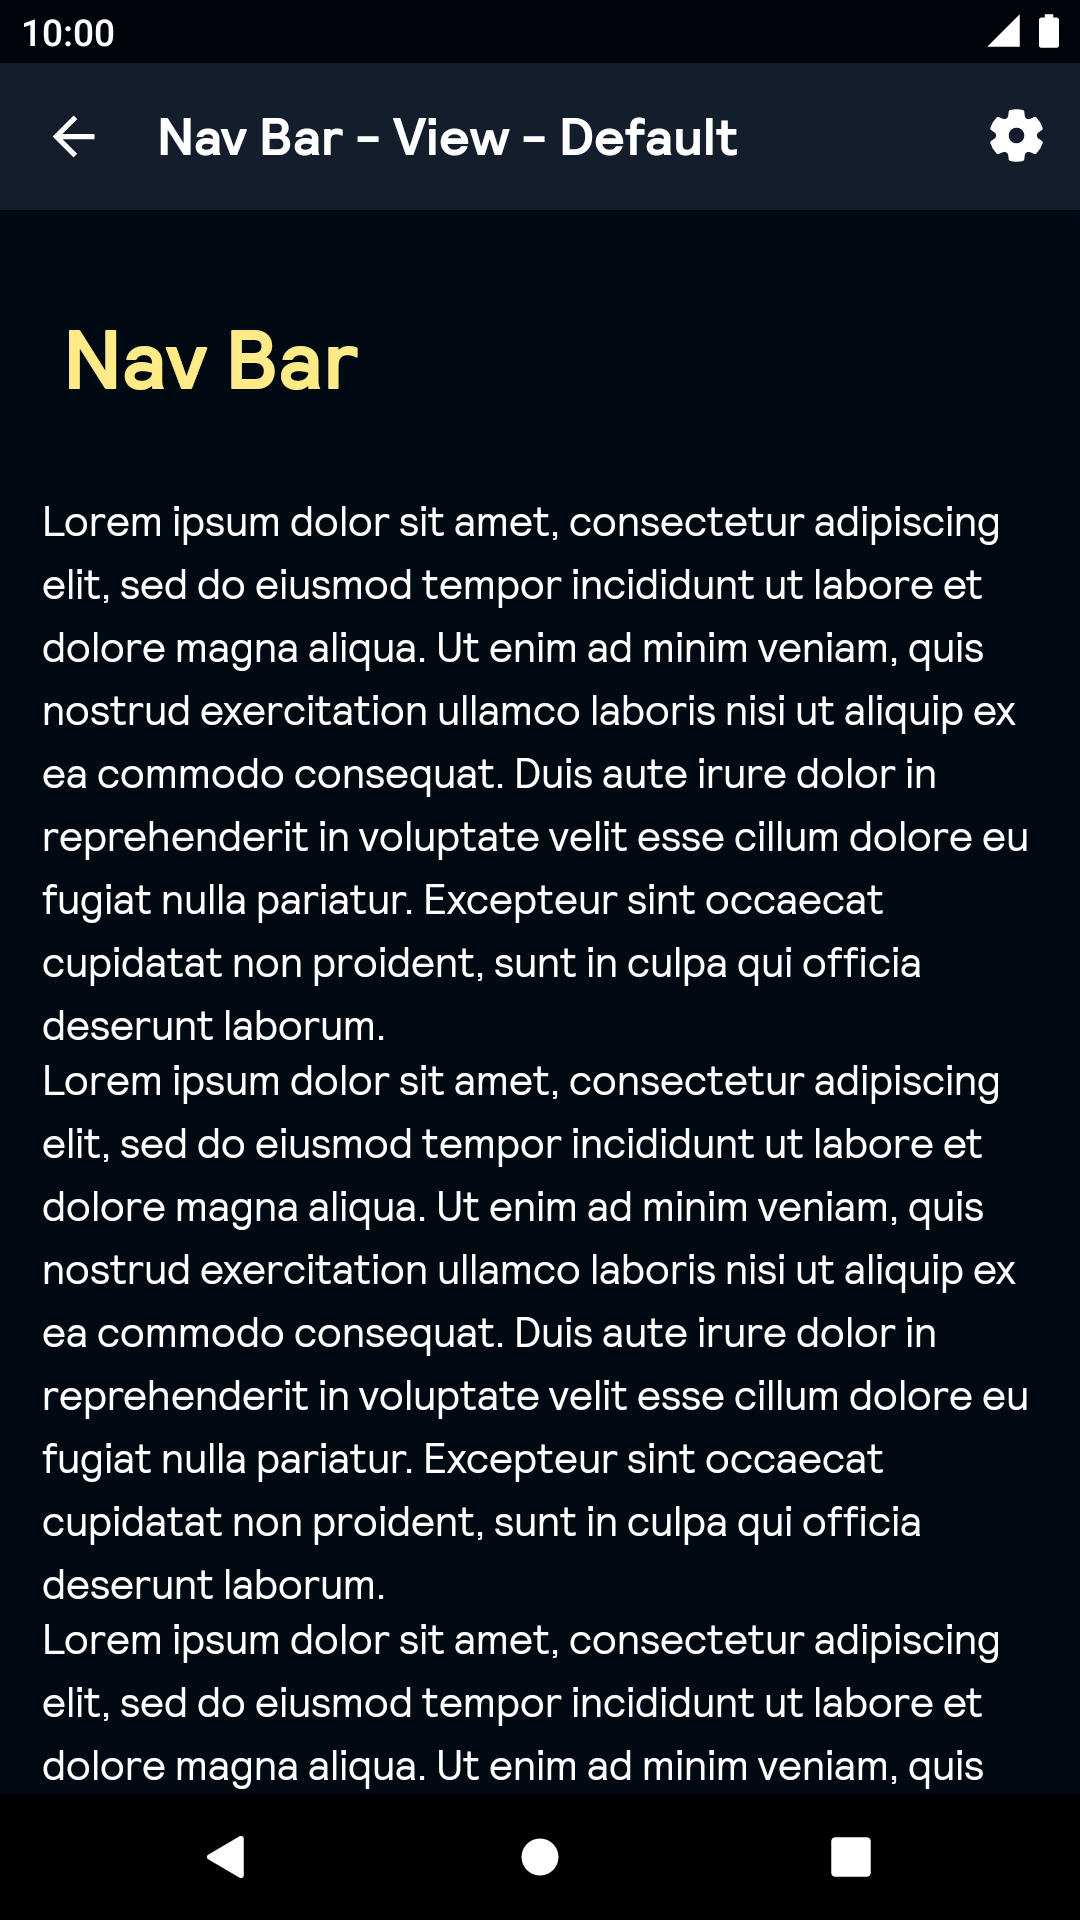 10:00
Nav Bar - View - Default
Nav Bar
Lorem ipsum dolor sit amet, consectetur adipiscing
elit, sed do eiusmod tempor incididunt ut labore et
dolore magna aliqua. Ut enim ad minim veniam, quis
nostrud exercitation ullamco laboris nisi ut aliquip ex
ea commodo consequat. Duis aute irure dolor in
reprehenderit in voluptate velit esse cillum dolore eu
fugiat nulla pariatur. Excepteur sint occaecat
cupidatat non proident, sunt in culpa qui officia
deserunt laborum.
Lorem ipsum dolor sit amet, consectetur adipiscing
elit, sed do eiusmod tempor incididunt ut labore et
dolore magna aliqua. Ut enim ad minim veniam, quis
nostrud exercitation ullamco laboris nisi ut aliquip ex
ea commodo consequat. Duis aute irure dolor in
reprehenderit in voluptate velit esse cillum dolore eu
fugiat nulla pariatur. Excepteur sint occaecat
cupidatat non proident, sunt in culpa qui officia
deserunt laborum.
Lorem ipsum dolor sit amet, consectetur adipiscing
elit, sed do eiusmod tempor incididunt ut labore et
dolore magna aliqua. Ut enim ad minim veniam, quis